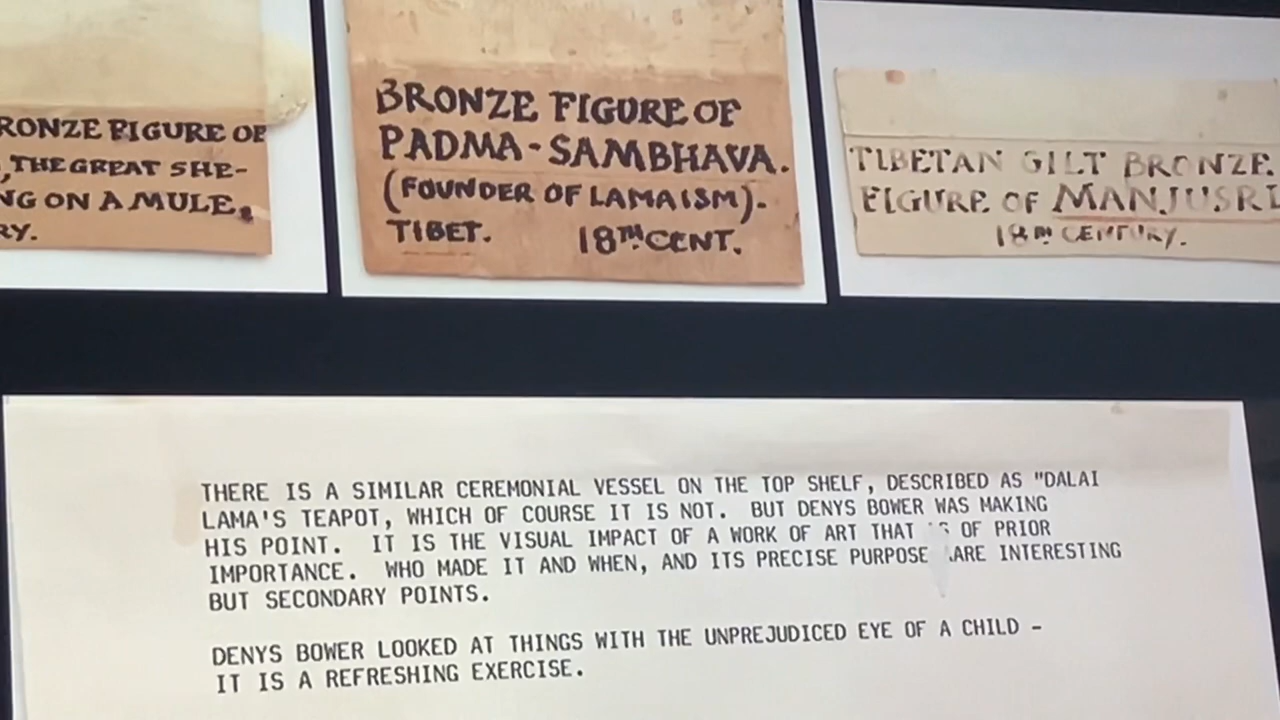 RONZE FIGURE OF
, THE GREAT SHE-
NG ON A MULE.
RY.
BRONZE FIGURE OF
PADMA-SAMBHAVA.
(FOUNDER OF LAMAISM).
TIBET. 18TH CENT.
TIBETAN GILT BRONZE.
FIGURE OF MANJUSRI
18TH CENTURY.
THERE IS A SIMILAR CEREMONIAL VESSEL ON THE TOP SHELF, DESCRIBED AS "DALAI
LAMA'S TEAPOT, WHICH OF COURSE IT IS NOT. BUT DENYS BOWER WAS MAKING
HIS POINT. IT IS THE VISUAL IMPACT OF A WORK OF ART THAT IS OF PRIOR
IMPORTANCE. WHO MADE IT AND WHEN, AND ITS PRECISE PURPOSE ARE INTERESTING
BUT SECONDARY POINTS.
DENYS BOWER LOOKED AT THINGS WITH THE UNPREJUDICED EYE OF A CHILD -
IT IS A REFRESHING EXERCISE.